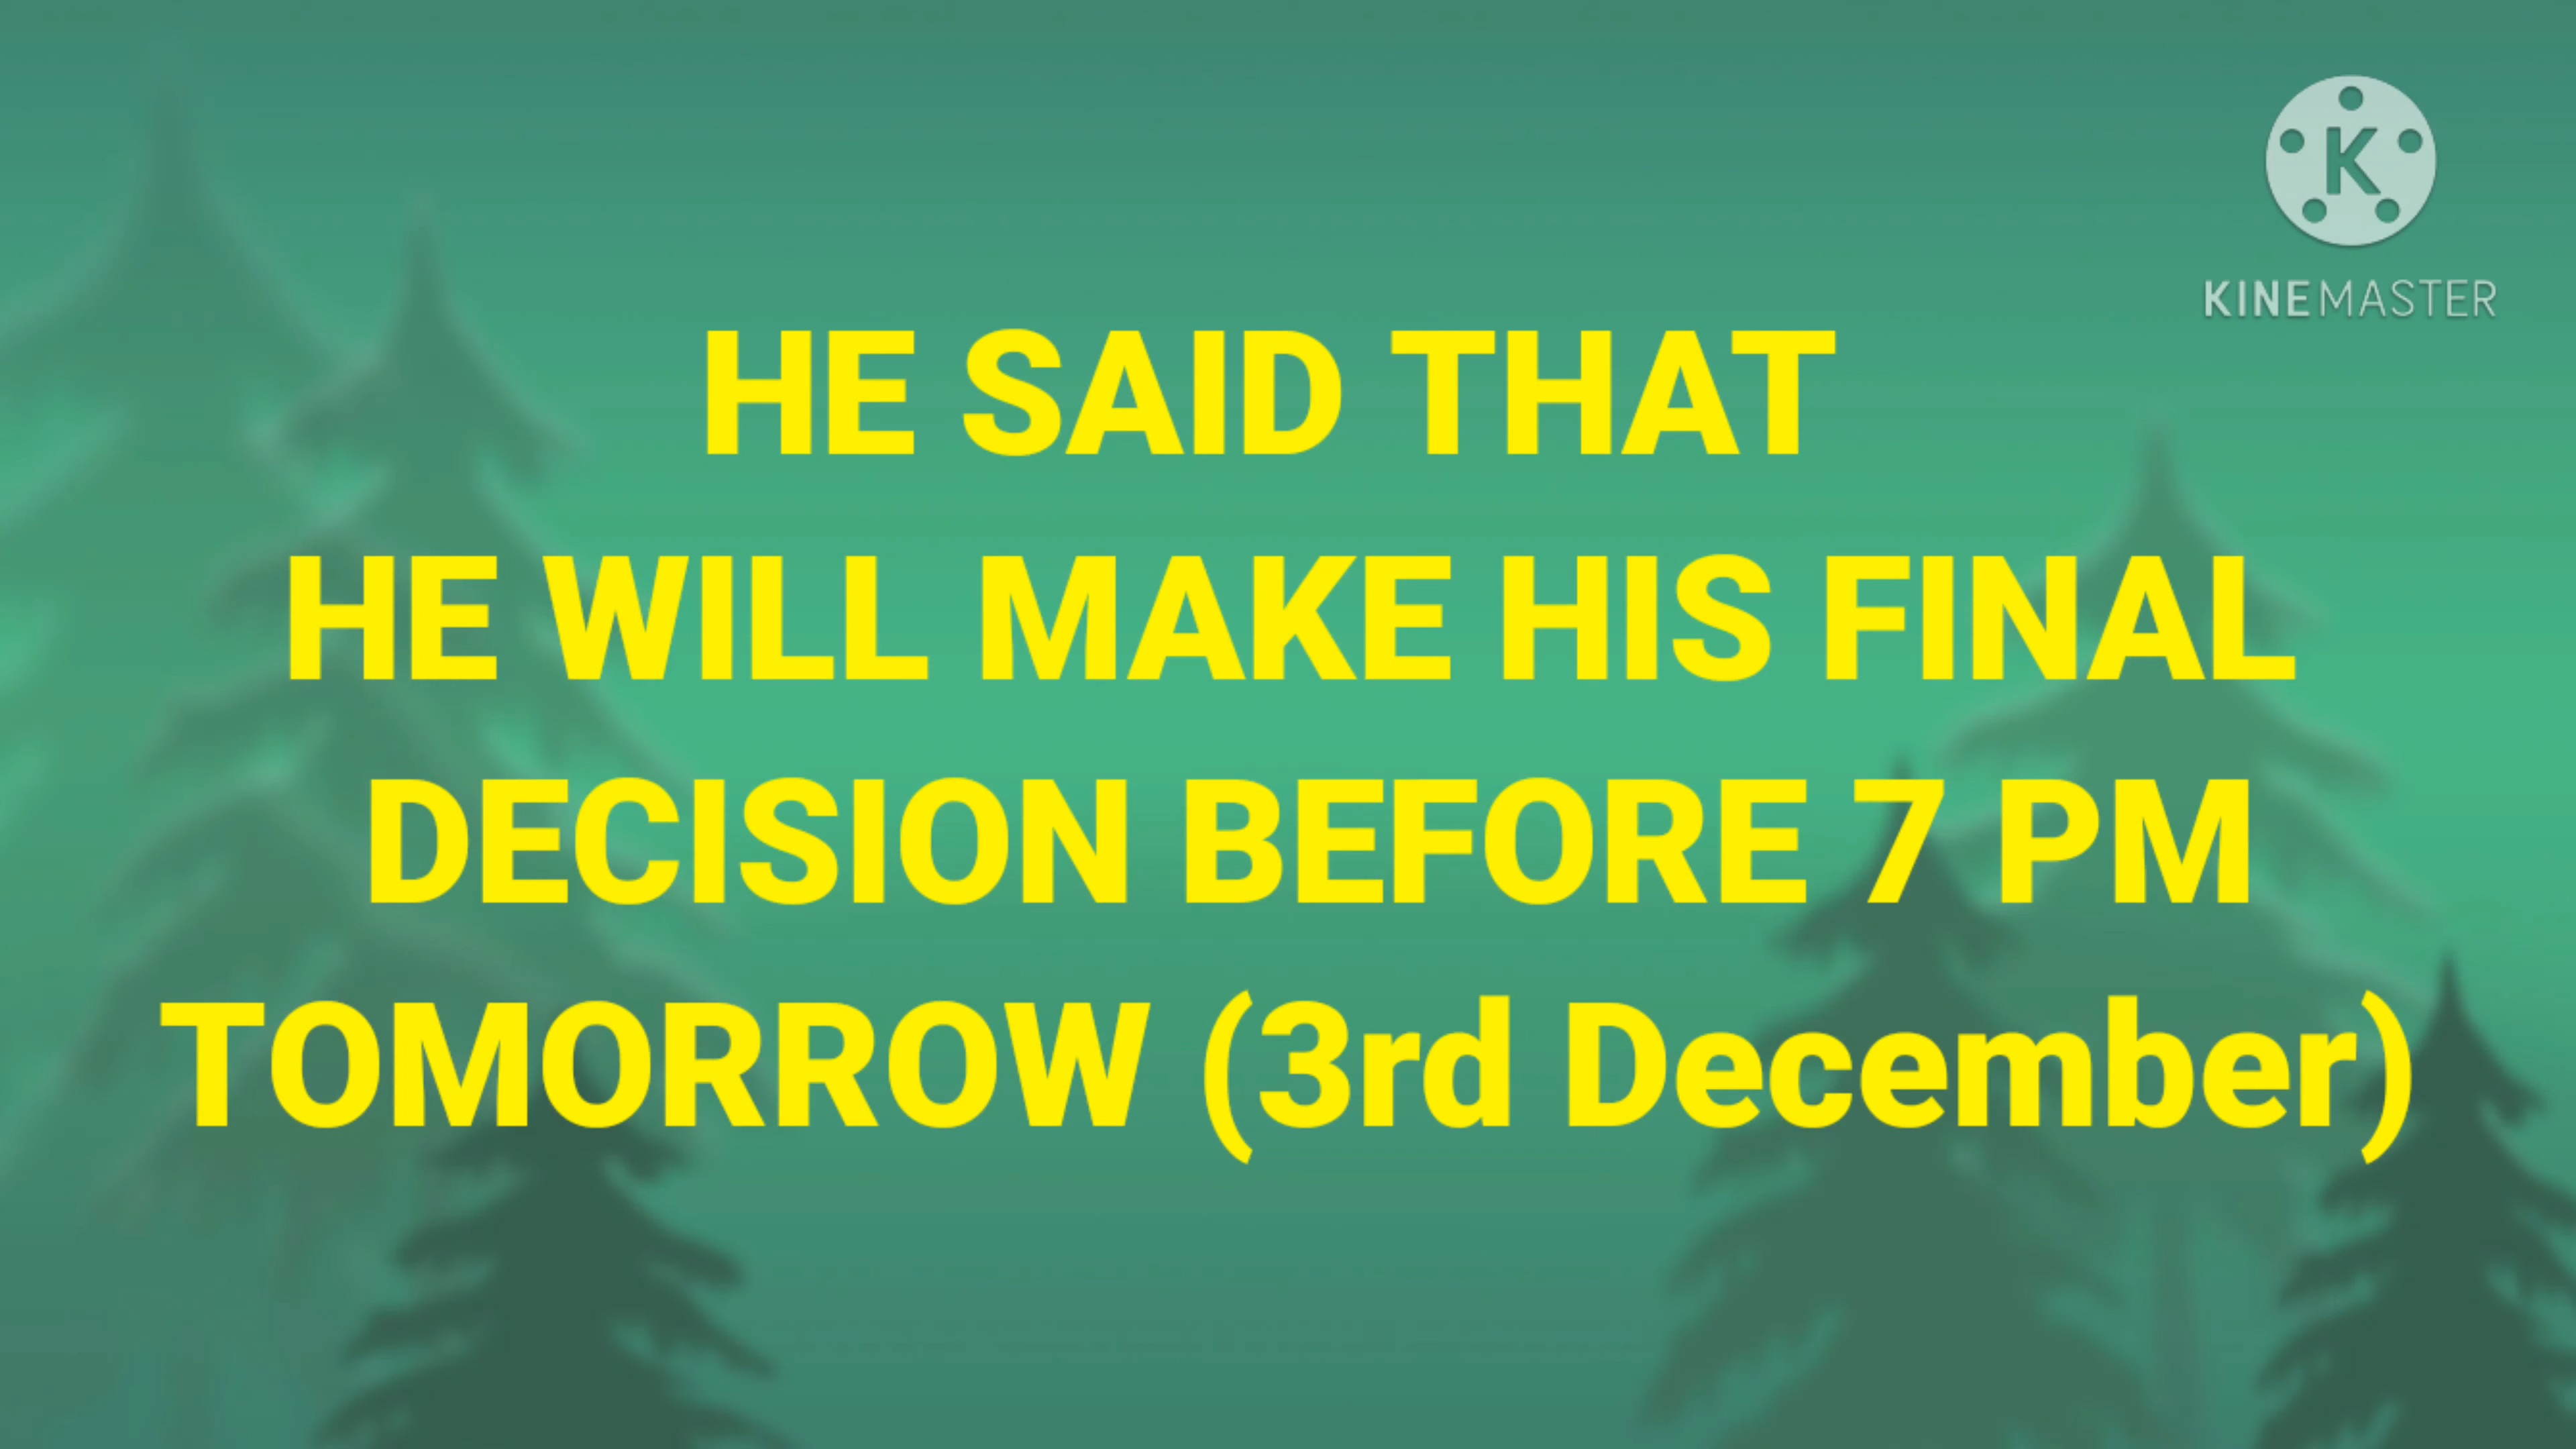 K
KINEMASTER
HE SAID THAT
HE WILL MAKE HIS FINAL
DECISION BEFORE 7 PM
TOMORROW (3rd December)